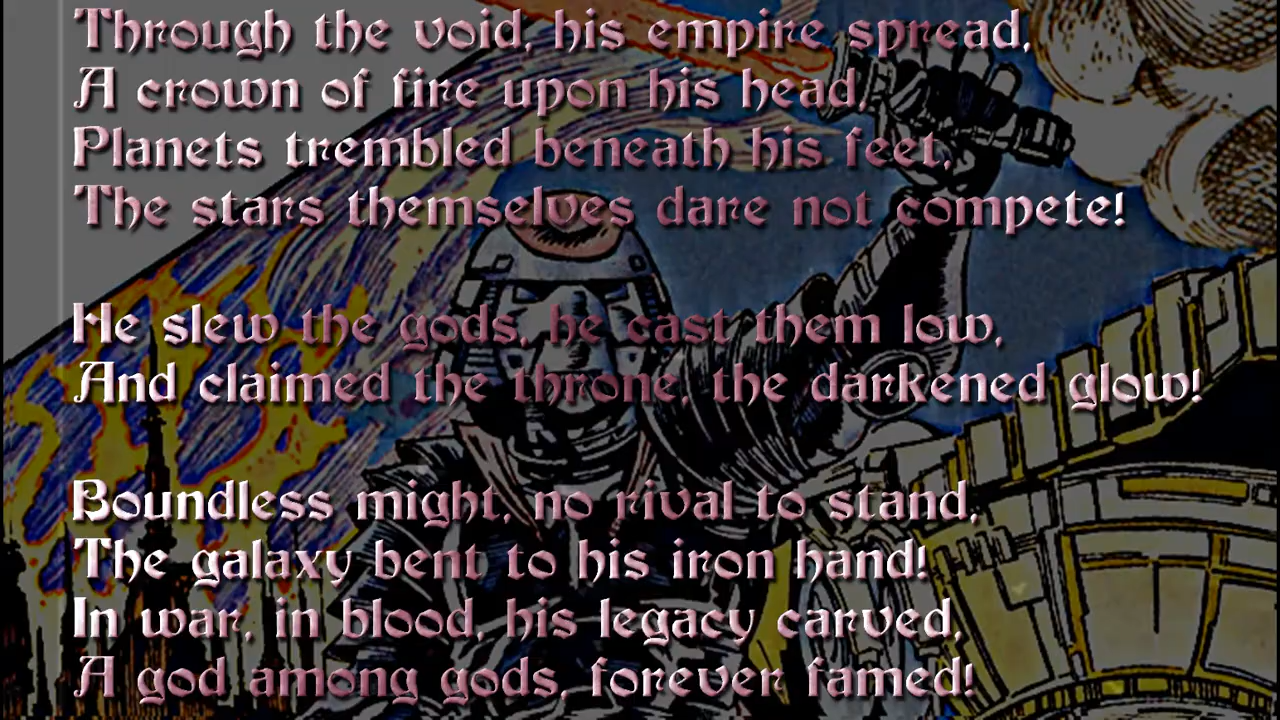 Through the void, his empire spread,
A crown of fire upon his head,
Planets trembled beneath his feet,
The stars themselves dare not compete!
He slew the gods, he cast them low,
And claimed the throne, the darkened glow!
Boundless might, no rival to stand,
The galaxy bent to his iron hand!
In war, in blood, his legacy carved,
A god among gods, forever famed!